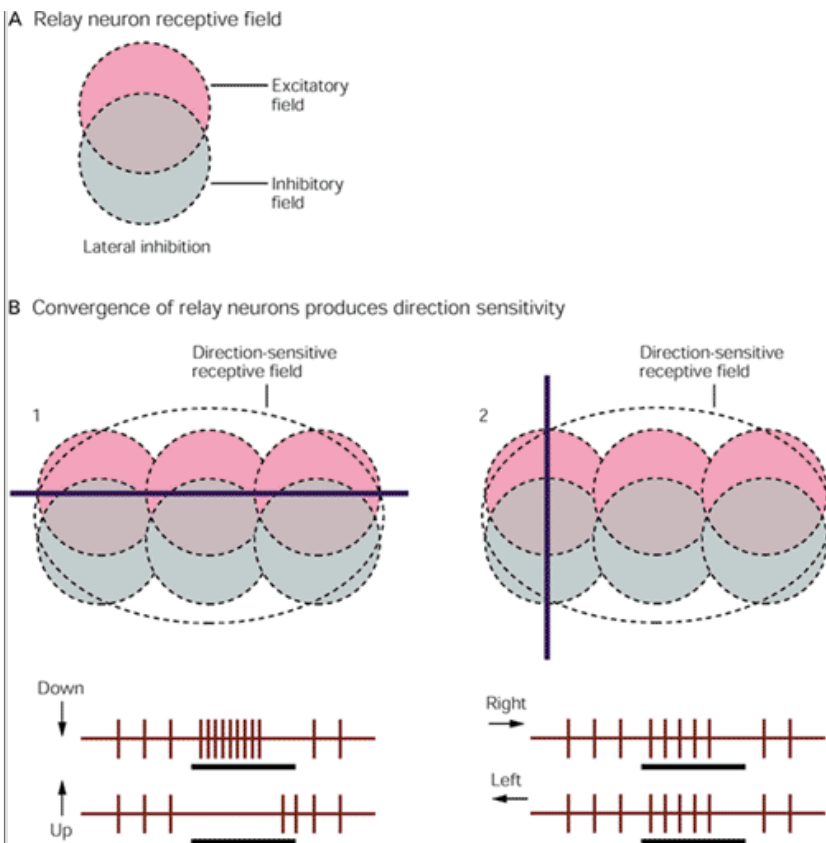 A Relay neuron receptive field
Excitatory
field
Inhibitory
field
Lateral inhibition
B Convergence of relay neurons produces direction sensitivity
Direction-sensitive
receptive field
1
Direction-sensitive
receptive field
2
Down
Up
Right
Left